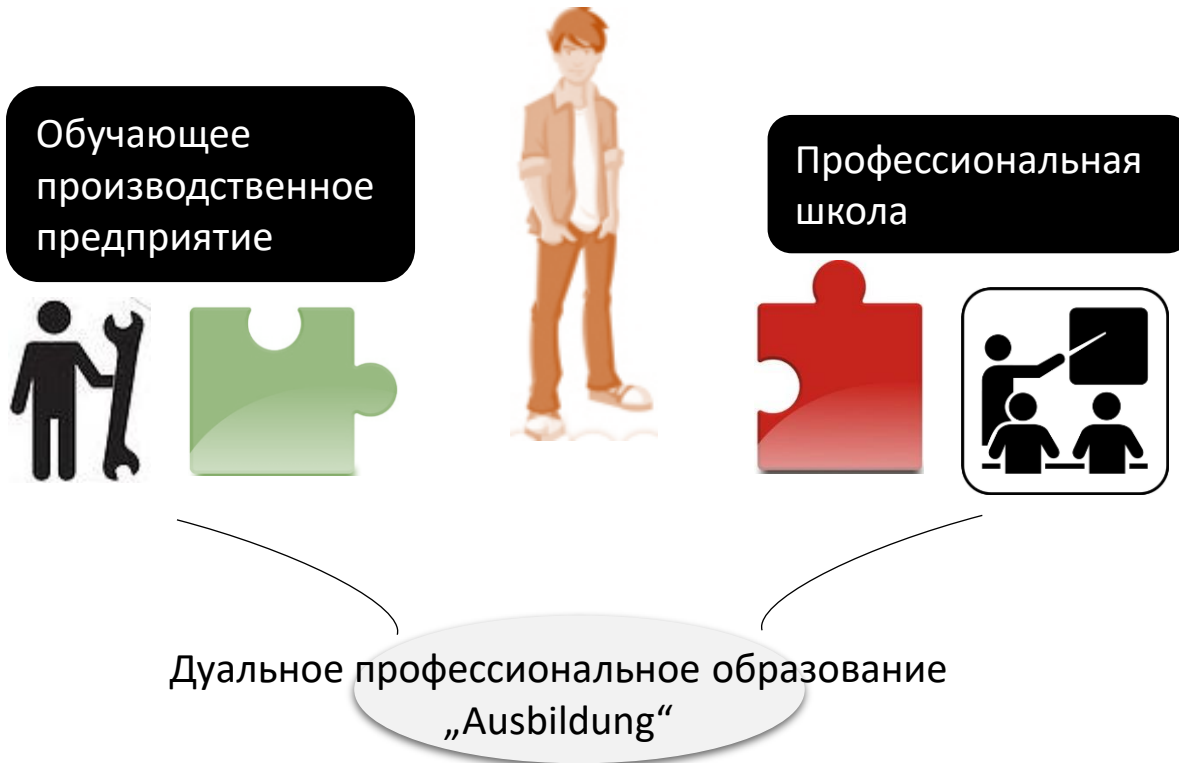 Обучающее
производственное
предприятие
Профессиональная
школа
Дуальное профессиональное образование
„Ausbildung“